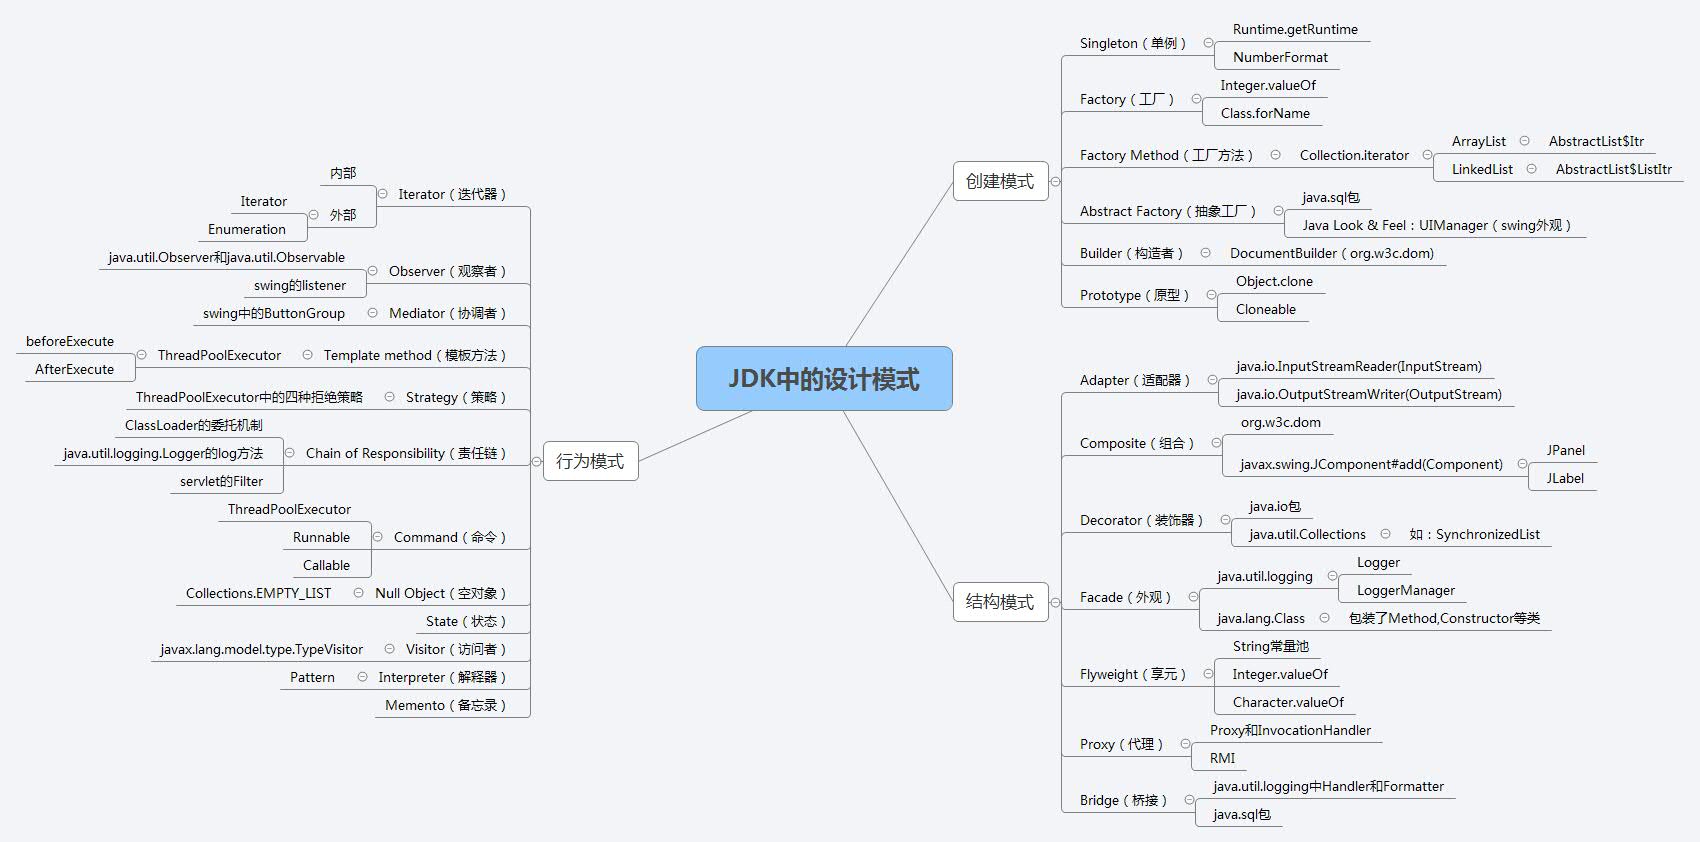 JDK中的设计模式
创建模式
Singleton（单例）
Runtime.getRuntime
NumberFormat
Factory（工厂）
Integer.valueOf
Class.forName
Factory Method（工厂方法）
Collection.iterator
ArrayList
AbstractList$Itr
LinkedList
AbstractList$ListItr
Abstract Factory（抽象工厂）
java.sql包
Java Look & Feel：UIManager（swing外观）
Builder（构造者）
DocumentBuilder（org.w3c.dom)
Prototype（原型）
Object.clone
Cloneable
结构模式
Adapter（适配器）
java.io.InputStreamReader(InputStream)
java.io.OutputStreamWriter(OutputStream)
Composite（组合）
org.w3c.dom
javax.swing.JComponent#add(Component)
JPanel
JLabel
Decorator（装饰器）
java.io包
java.util.Collections
如：SynchronizedList
Facade（外观）
java.util.logging
Logger
LoggerManager
java.lang.Class
包装了Method,Constructor等类
Flyweight（享元）
String常量池
Integer.valueOf
Character.valueOf
Proxy（代理）
Proxy和InvocationHandler
RMI
Bridge（桥接）
java.util.logging中Handler和Formatter
java.sql包
行为模式
Iterator（迭代器）
内部
外部
Iterator
Enumeration
Observer（观察者）
java.util.Observer和java.util.Observable
swing的listener
Mediator（协调者）
swing中的ButtonGroup
Template method（模板方法）
ThreadPoolExecutor
beforeExecute
AfterExecute
Strategy（策略）
ThreadPoolExecutor中的四种拒绝策略
Chain of Responsibility（责任链）
ClassLoader的委托机制
java.util.logging.Logger的log方法
servlet的Filter
Command（命令）
ThreadPoolExecutor
Runnable
Callable
Null Object（空对象）
Collections.EMPTY_LIST
State（状态）
Visitor（访问者）
javax.lang.model.type.TypeVisitor
Interpreter（解释器）
Pattern
Memento（备忘录）